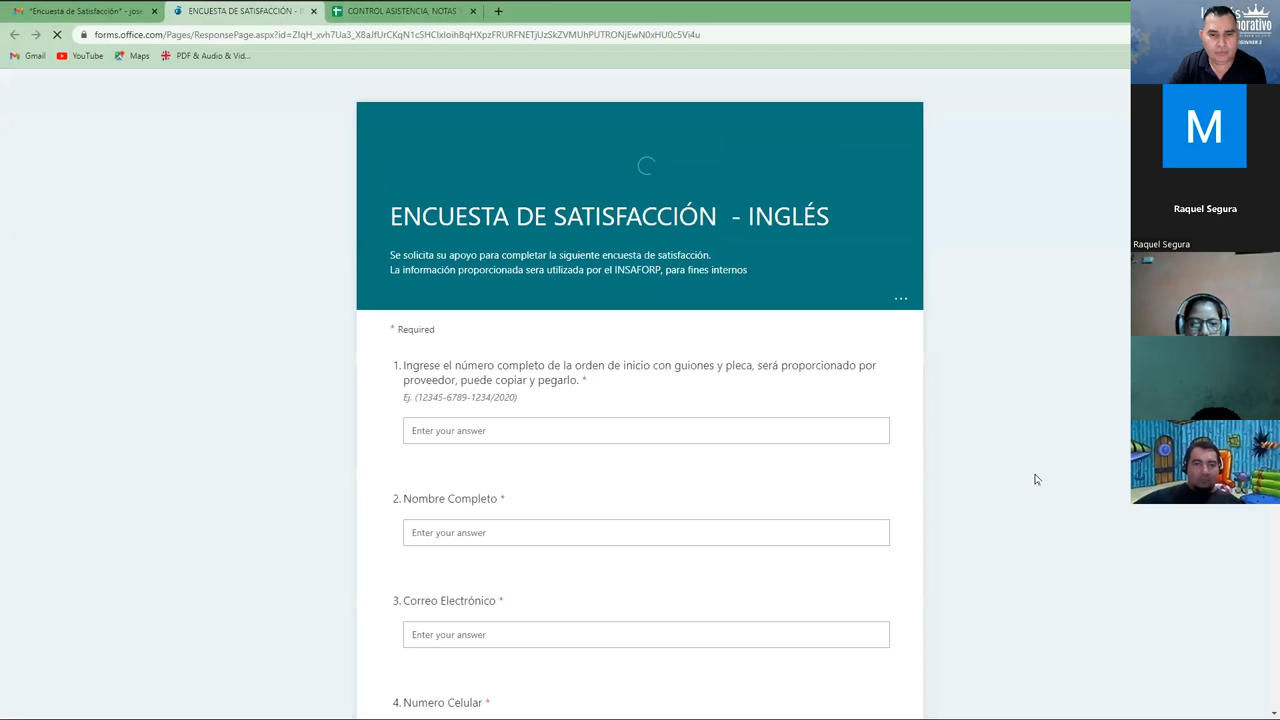 "Encuesta de Satisfacción" - jose
ENCUESTA DE SATISFACCIÓN - I
CONTROL ASISTENCIA, NOTAS
Gmail
YouTube
Maps
PDF & Audio & Vid...
ENCUESTA DE SATISFACCIÓN - INGLÉS
Se solicita su apoyo para completar la siguiente encuesta de satisfacción.
La información proporcionada sera utilizada por el INSAFORP, para fines internos
...
* Required
1. Ingrese el número completo de la orden de inicio con guiones y pleca, será proporcionado por
proveedor, puede copiar y pegarlo. *
Ej. (12345-6789-1234/2020)
Enter your answer
2. Nombre Completo *
Enter your answer
3. Correo Electrónico *
Enter your answer
4. Numero Celular *
M
Raquel Segura
Raquel Segura